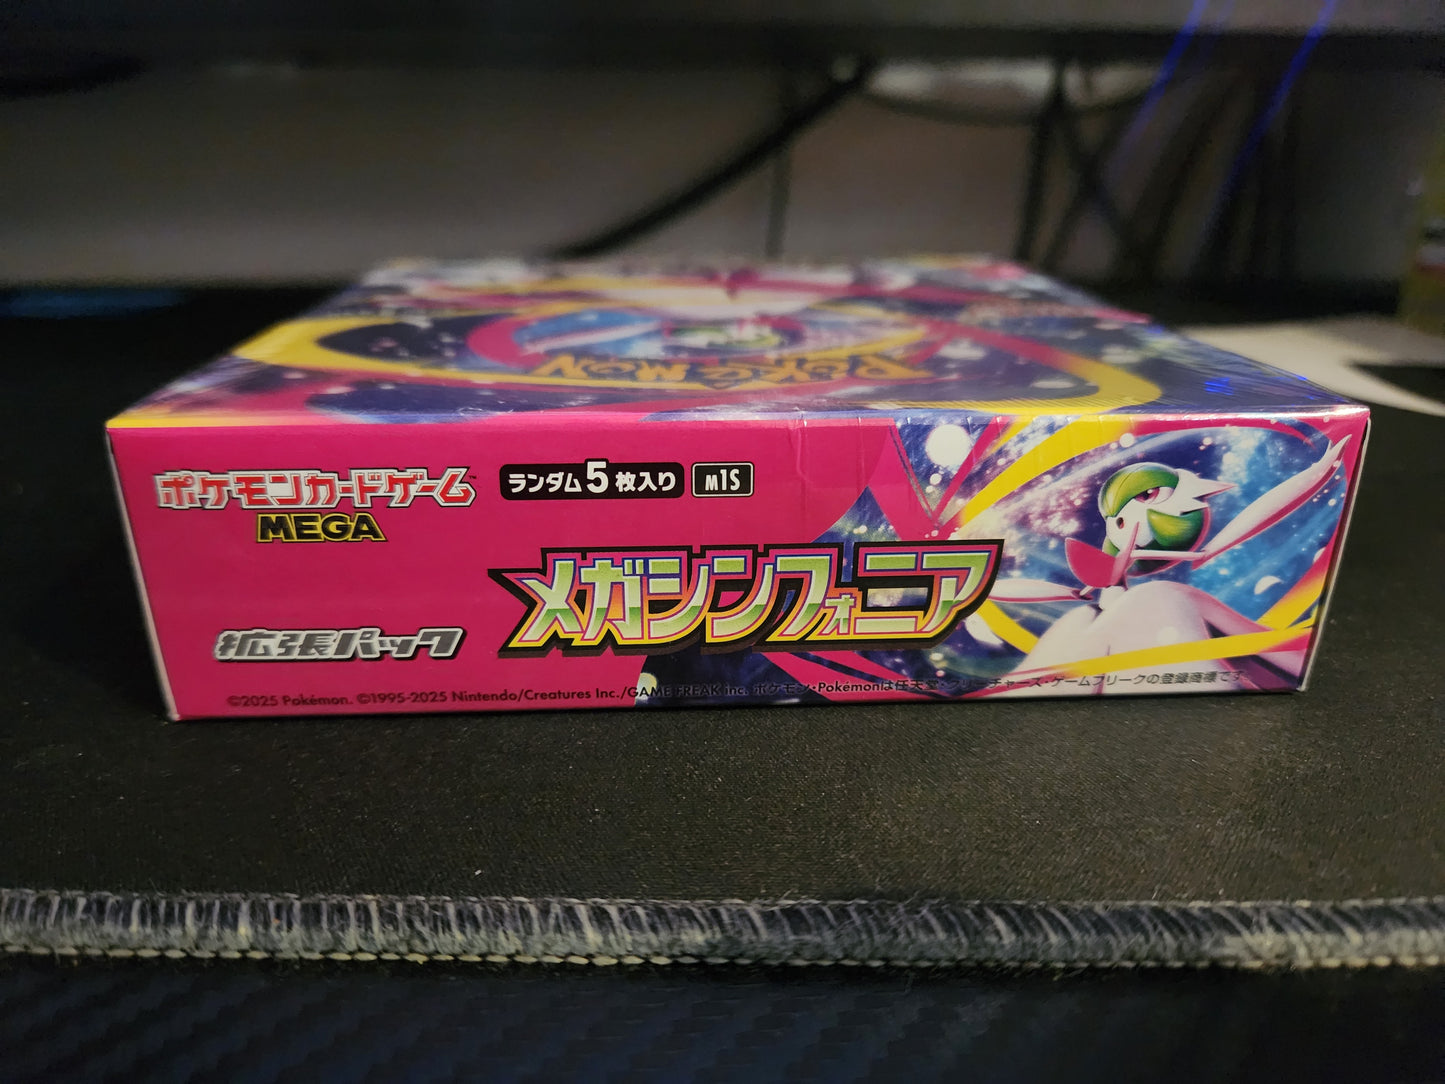 POKÉMON
ポケモンカードゲーム™
MEGA
ランダム5枚入り
m1S
メガシンフォニア
拡張パック
©2025 Pokémon. ©1995-2025 Nintendo/Creatures Inc./GAME FREAK inc. ポケモン・Pokémonは任天堂・クリーチャーズ・ゲームフリークの登録商標です。